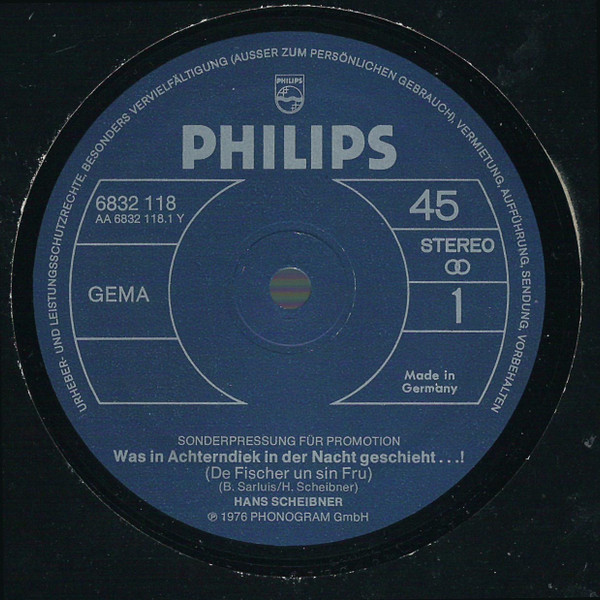 URHEBER- UND LEISTUNGSSCHUTZRECHTE, BESONDERS VERVIELFÄLTIGUNG (AUSSER ZUM PERSÖNLICHEN GEBRAUCH), VERMIETUNG, AUFFÜHRUNG, SENDUNG, VORBEHALTEN
PHILIPS
PHILIPS
6832 118
AA 6832 118.1 Y
45
STEREO
GEMA
1
Made in
Germany
SONDERPRESSUNG FÜR PROMOTION
Was in Achterndiek in der Nacht geschieht...!
(De Fischer un sin Fru)
(B. Sarluis/H. Scheibner)
HANS SCHEIBNER
℗ 1976 PHONOGRAM GmbH